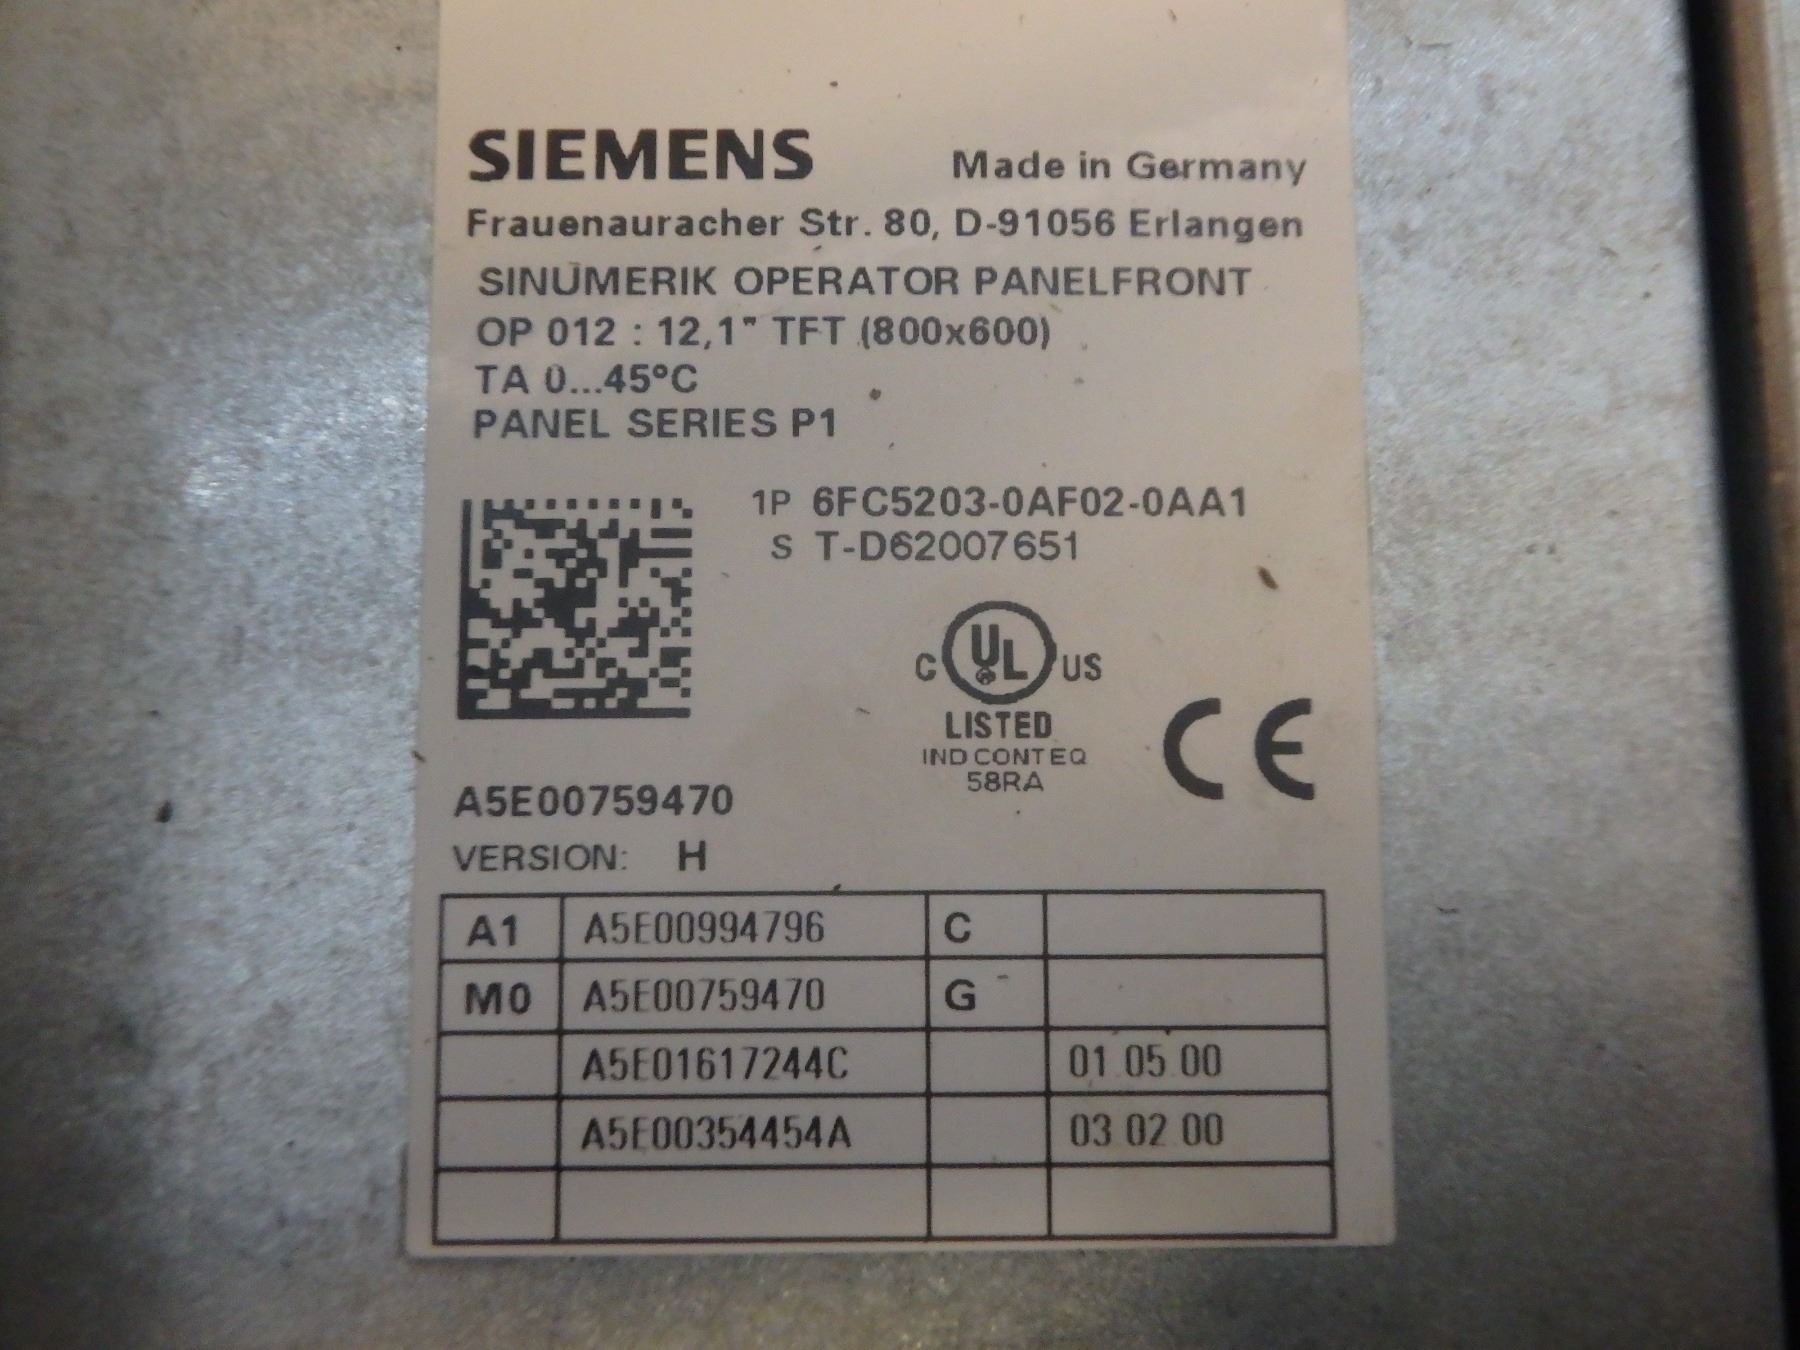 SIEMENS Made in Germany
Frauenauracher Str. 80, D-91056 Erlangen
SINUMERIK OPERATOR PANELFRONT
OP 012 : 12,1" TFT (800x600)
TA 0...45°C
PANEL SERIES P1
1P 6FC5203-0AF02-0AA1
S T-D62007651
C UL US
LISTED
IND CONT EQ
58RA
CE
A5E00759470
VERSION: H
A1 A5E00994796 C
M0 A5E00759470 G
A5E01617244C 01.05.00
A5E00354454A 03 02 00